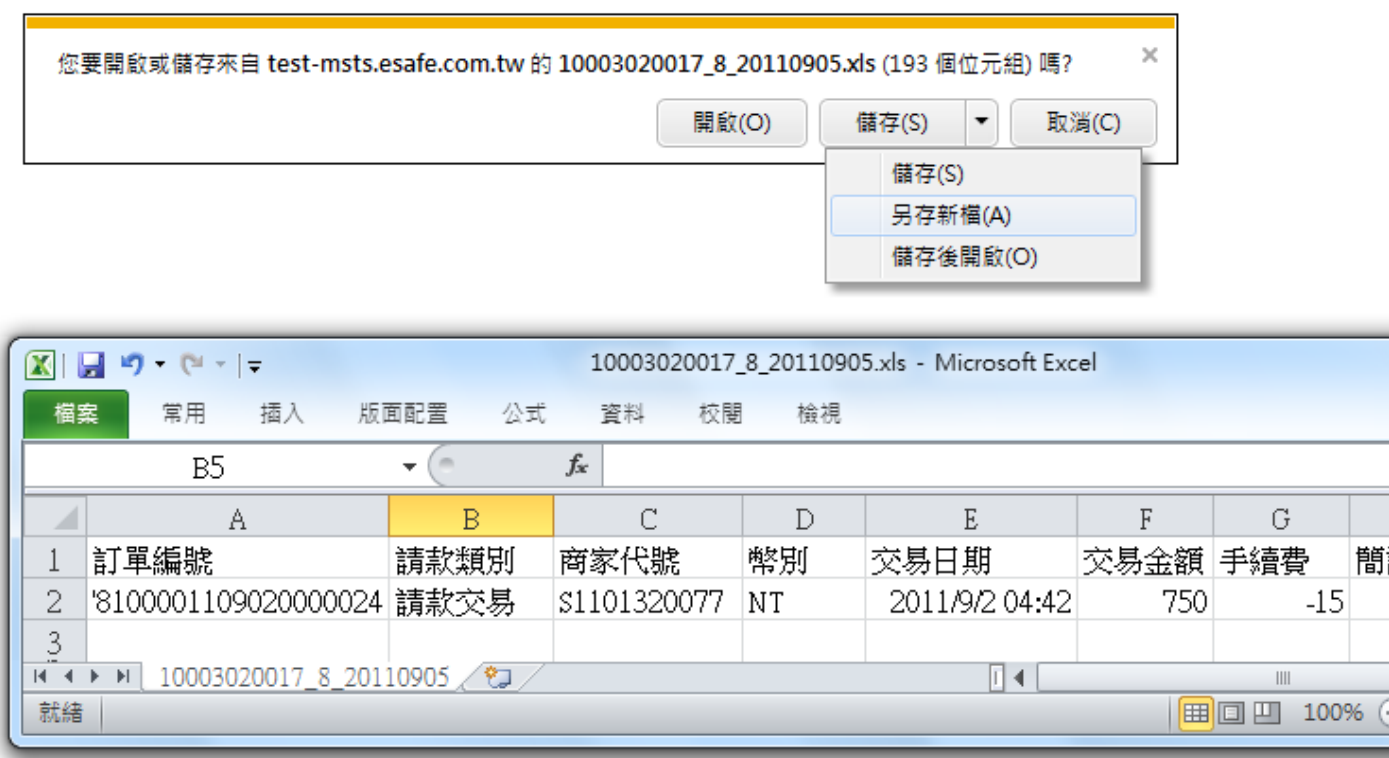 您要開啟或儲存來自 test-msts.esafe.com.tw 的 10003020017_8_20110905.xls (193 個位元組) 嗎? ×
開啟(O) 儲存(S) 取消(C)
儲存(S)
另存新檔(A)
儲存後開啟(O)
10003020017_8_20110905.xls - Microsoft Excel
檔案 常用 插入 版面配置 公式 資料 校閱 檢視
B5 fx
A B C D E F G
1 訂單編號 請款類別 商家代號 幣別 交易日期 交易金額 手續費 簡
2 '8100001109020000024 請款交易 S1101320077 NT 2011/9/2 04:42 750 -15
3
10003020017_8_20110905
就緒 100%